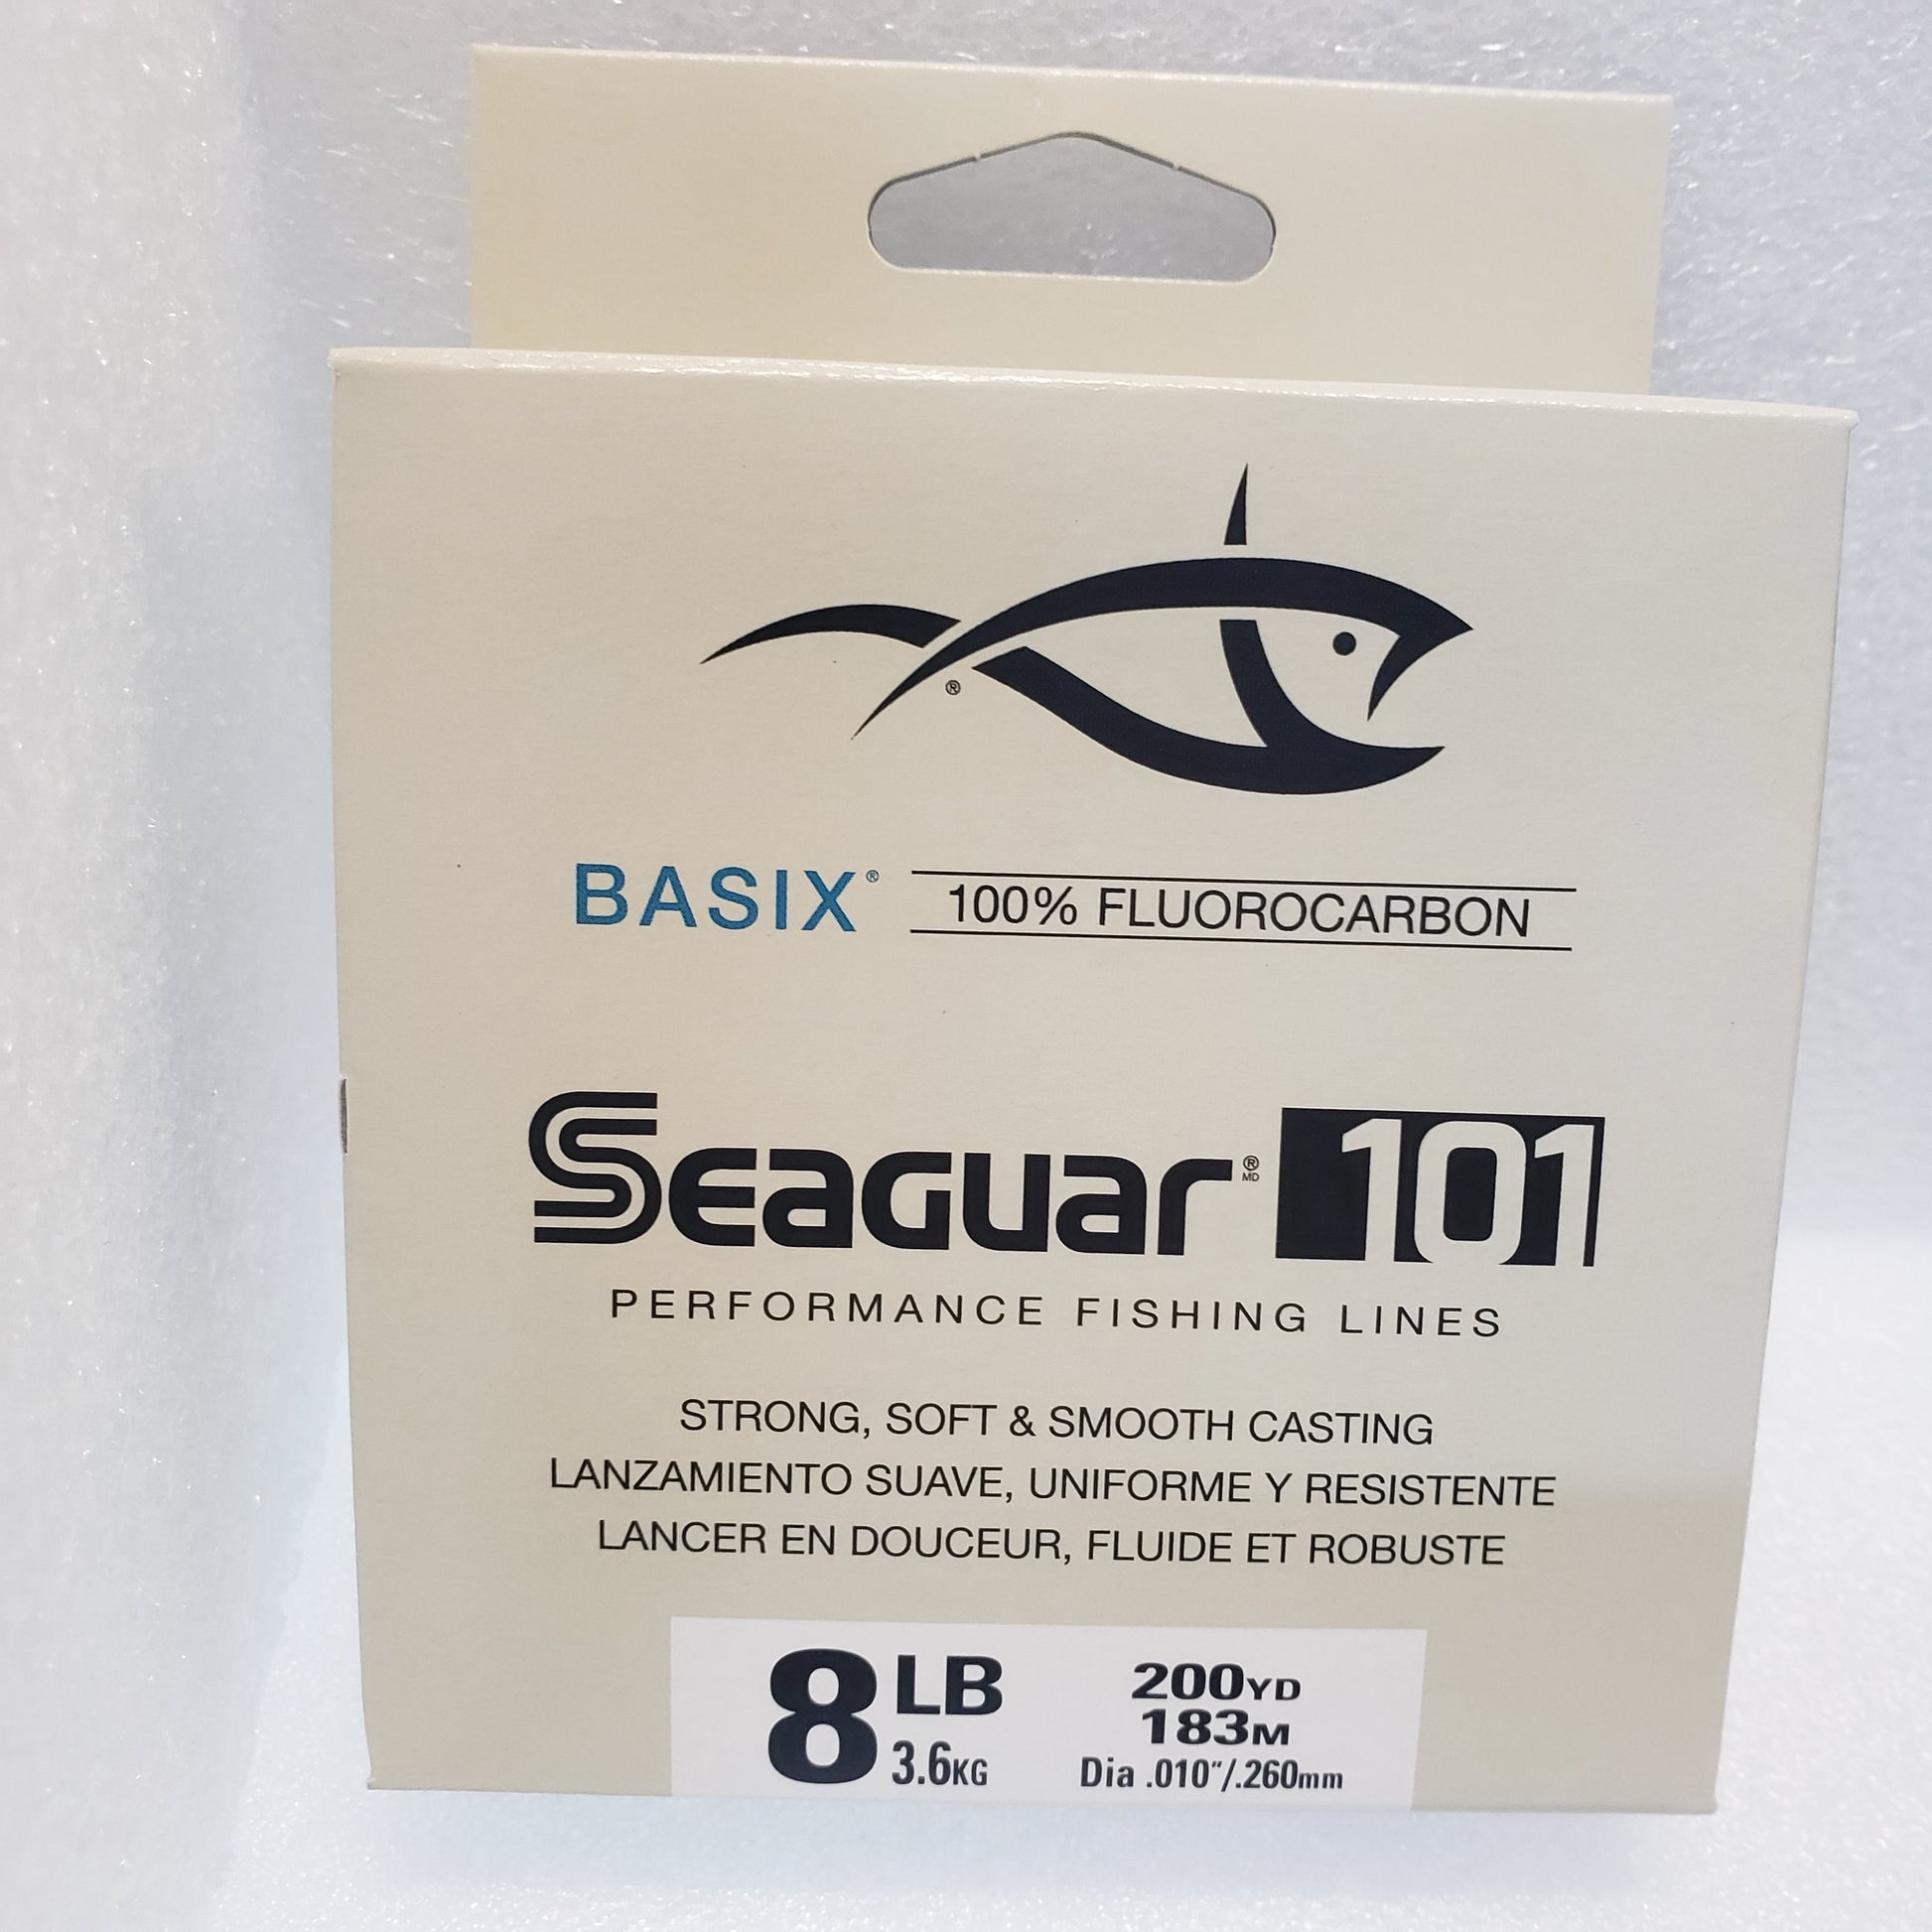 ®
BASIX® 100% FLUOROCARBON
SEAGUAR® MD 101
PERFORMANCE FISHING LINES
STRONG, SOFT & SMOOTH CASTING
LANZAMIENTO SUAVE, UNIFORME Y RESISTENTE
LANCER EN DOUCEUR, FLUIDE ET ROBUSTE
8 LB 200YD
3.6KG 183M
Dia .010"/.260mm